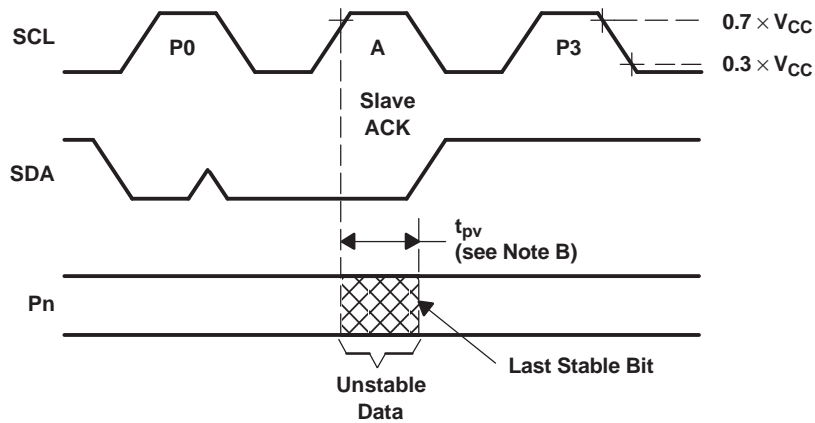 SCL
P0
A
P3
0.7 × VCC
0.3 × VCC
Slave
ACK
SDA
tpv
(see Note B)
Pn
Last Stable Bit
Unstable
Data